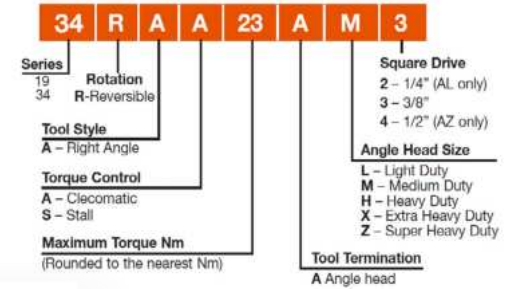 34 R A A 23 A M 3
Series
19
34
Rotation
R-Reversible
Tool Style
A – Right Angle
Torque Control
A – Clecomatic
S – Stall
Maximum Torque Nm
(Rounded to the nearest Nm)
Square Drive
2 – 1/4" (AL only)
3 – 3/8"
4 – 1/2" (AZ only)
Angle Head Size
L – Light Duty
M – Medium Duty
H – Heavy Duty
X – Extra Heavy Duty
Z – Super Heavy Duty
Tool Termination
A Angle head